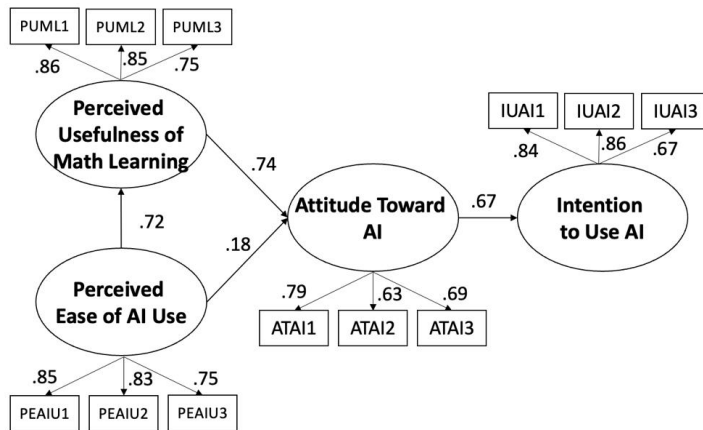 PUML1 PUML2 PUML3
.86 .85 .75
Perceived
Usefulness of
Math Learning
.74
.72
.18
Perceived
Ease of AI Use
.85 .83 .75
PEAIU1 PEAIU2 PEAIU3
Attitude Toward
AI
.79 .63 .69
ATAI1 ATAI2 ATAI3
.67
IUAI1 IUAI2 IUAI3
.84 .86 .67
Intention
to Use AI